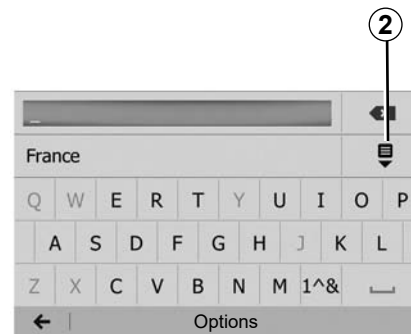 2
_
France
Q W E R T Y U I O P
A S D F G H J K L
Z X C V B N M 1^&
Options